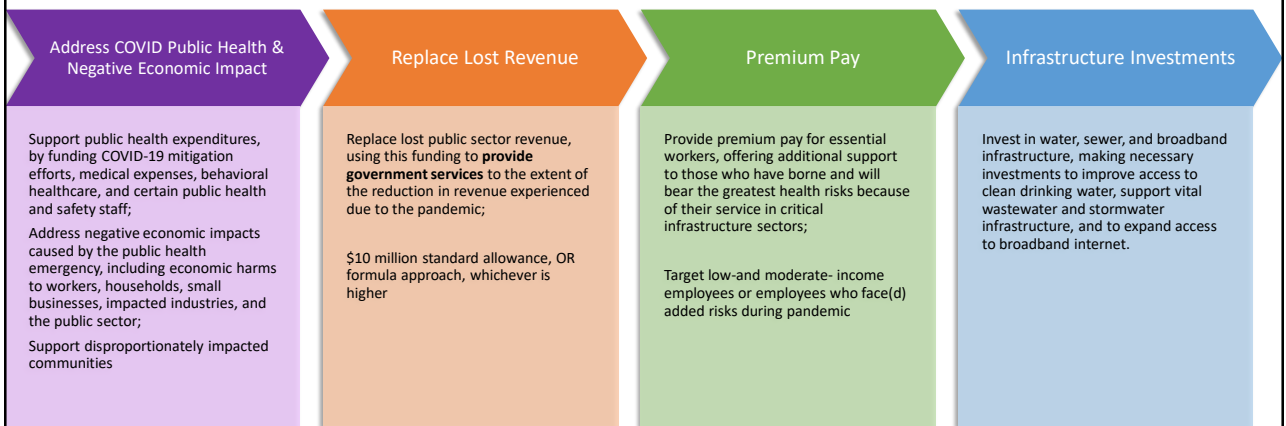 Address COVID Public Health &
Negative Economic Impact
Support public health expenditures,
by funding COVID-19 mitigation
efforts, medical expenses, behavioral
healthcare, and certain public health
and safety staff;
Address negative economic impacts
caused by the public health
emergency, including economic harms
to workers, households, small
businesses, impacted industries, and
the public sector;
Support disproportionately impacted
communities
Replace Lost Revenue
Replace lost public sector revenue,
using this funding to provide
government services to the extent of
the reduction in revenue experienced
due to the pandemic;
$10 million standard allowance, OR
formula approach, whichever is
higher
Premium Pay
Provide premium pay for essential
workers, offering additional support
to those who have borne and will
bear the greatest health risks because
of their service in critical
infrastructure sectors;
Target low-and moderate- income
employees or employees who face(d)
added risks during pandemic
Infrastructure Investments
Invest in water, sewer, and broadband
infrastructure, making necessary
investments to improve access to
clean drinking water, support vital
wastewater and stormwater
infrastructure, and to expand access
to broadband internet.